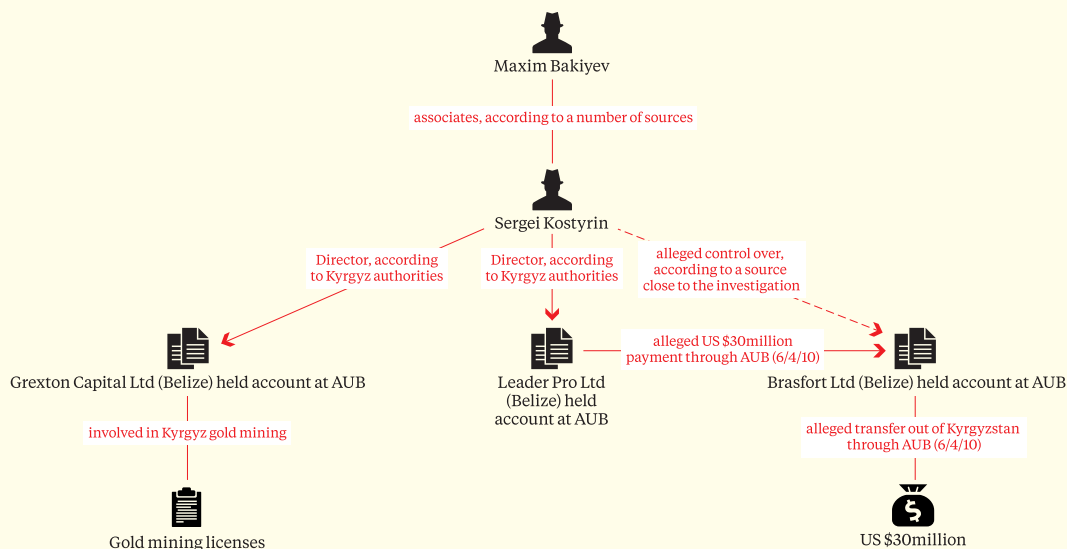 Maxim Bakiyev
associates, according to a number of sources
Sergei Kostyrin
Director, according
to Kyrgyz authorities
Director, according
to Kyrgyz authorities
alleged control over,
according to a source
close to the investigation
alleged US $30million
payment through AUB (6/4/10)
Grexton Capital Ltd (Belize) held account at AUB
Leader Pro Ltd
(Belize) held
account at AUB
Brasfort Ltd (Belize) held account at AUB
involved in Kyrgyz gold mining
alleged transfer out of Kyrgyzstan
through AUB (6/4/10)
$
Gold mining licenses
US $30million